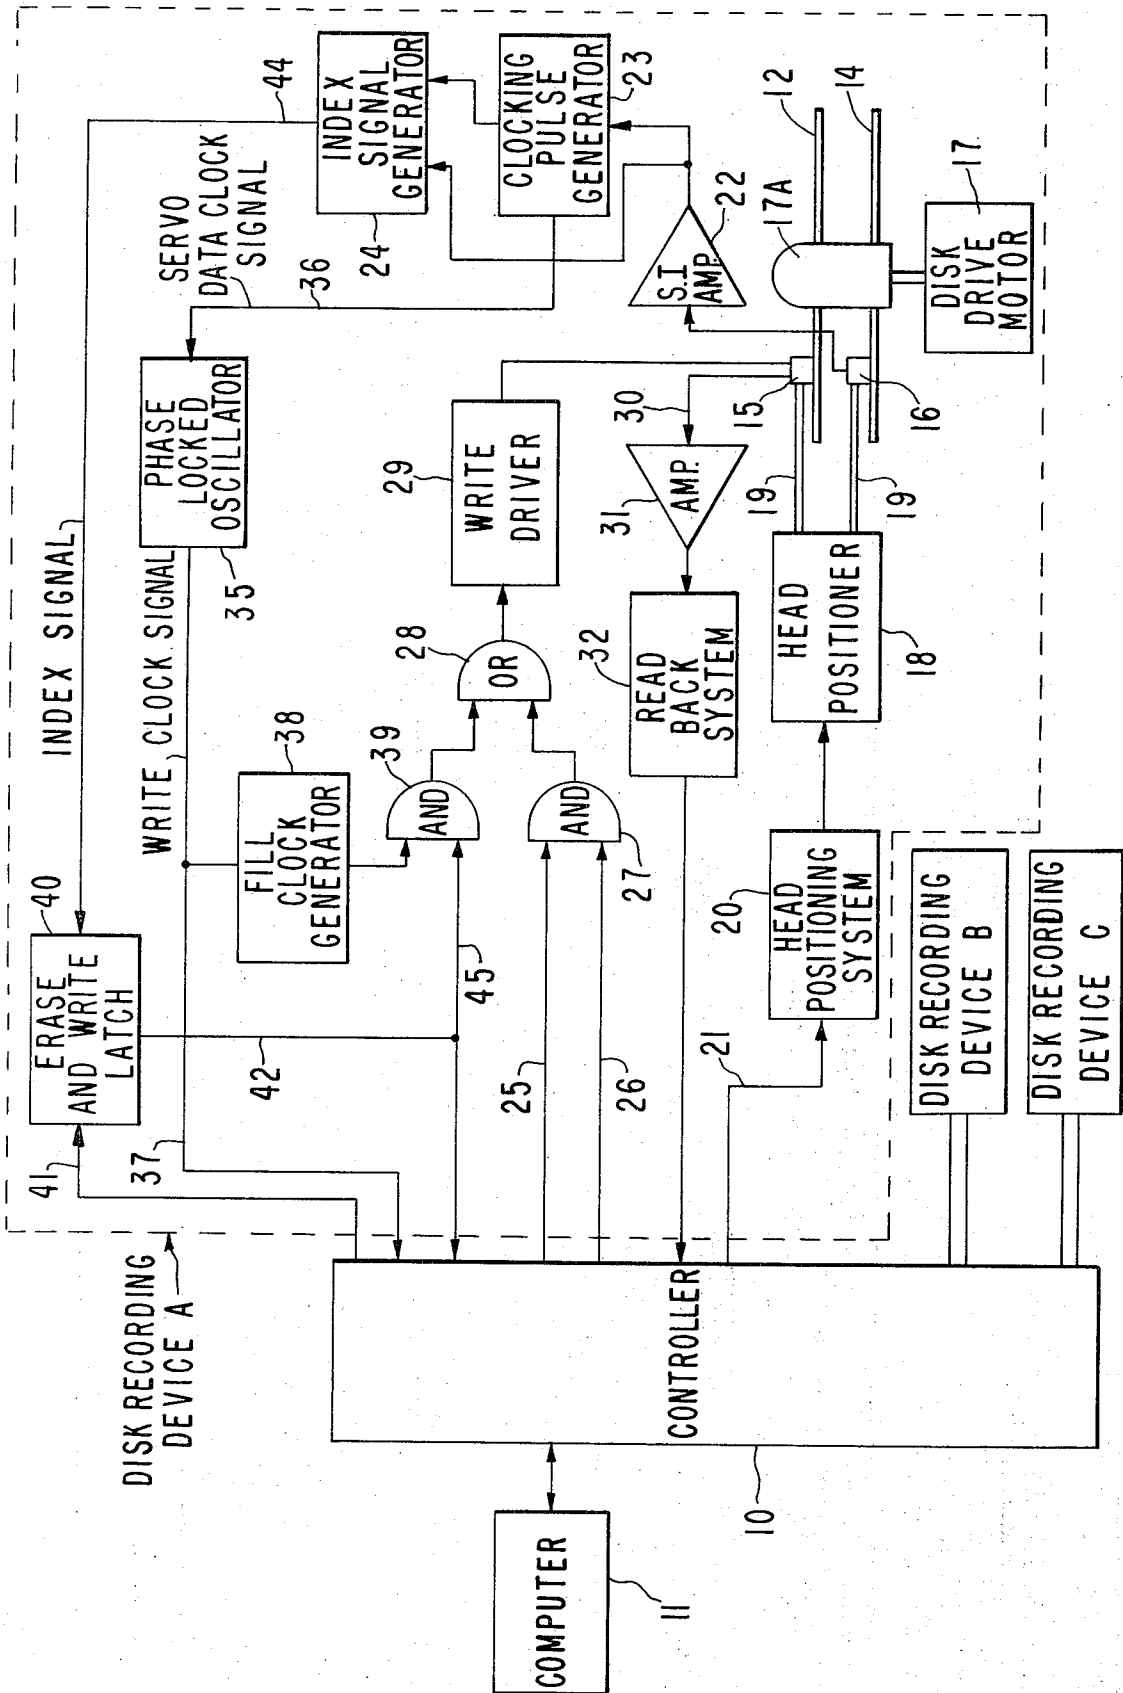 DISK RECORDING
DEVICE A
COMPUTER
11
CONTROLLER
10
41
37
ERASE
AND WRITE
LATCH
40
42
INDEX SIGNAL
44
WRITE CLOCK SIGNAL
PHASE
LOCKED
OSCILLATOR
35
SERVO
DATA CLOCK
SIGNAL
36
INDEX
SIGNAL
GENERATOR
24
CLOCKING
PULSE
GENERATOR
23
FILL
CLOCK
GENERATOR
38
AND
39
45
25
26
AND
27
OR
28
WRITE
DRIVER
29
S.I
AMP.
22
READ
BACK
SYSTEM
32
AMP.
31
30
21
HEAD
POSITIONING
SYSTEM
20
HEAD
POSITIONER
18
19
19
15
16
12
14
17A
DISK
DRIVE
MOTOR
17
DISK RECORDING
DEVICE B
DISK RECORDING
DEVICE C